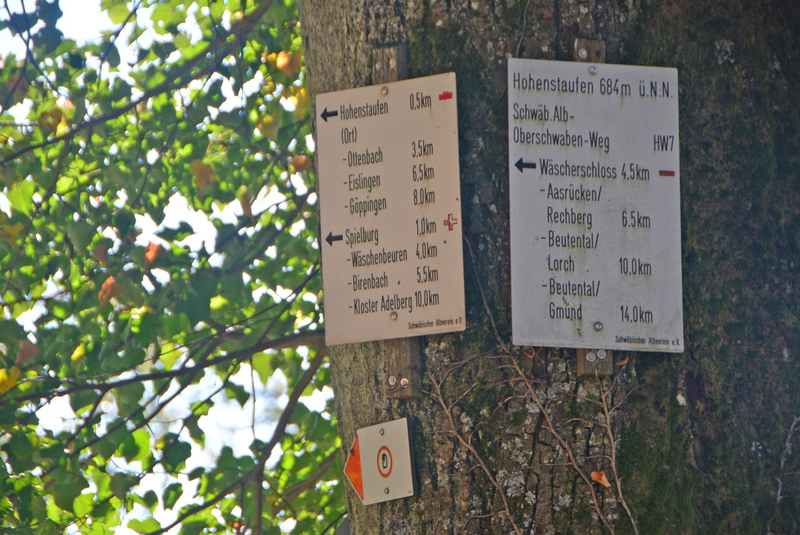 Hohenstaufen 0,5km
(Ort)
-Ottenbach 3,5km
-Eislingen 6,5km
-Göppingen 8,0km
Spielburg 1,0km
-Wäschenbeuren 4,0km
-Birenbach 5,5km
-Kloster Adelberg 10,0km
Schwäbischer Albverein e.V.
Hohenstaufen 684m ü.N.N.
Schwäb.Alb-
Oberschwaben-Weg HW7
Wäscherschloss 4,5km
-Aasrücken/
Rechberg 6,5km
-Beutental/
Lorch 10,0km
-Beutental/
Gmünd 14,0km
Schwäbischer Albverein e.V.
D